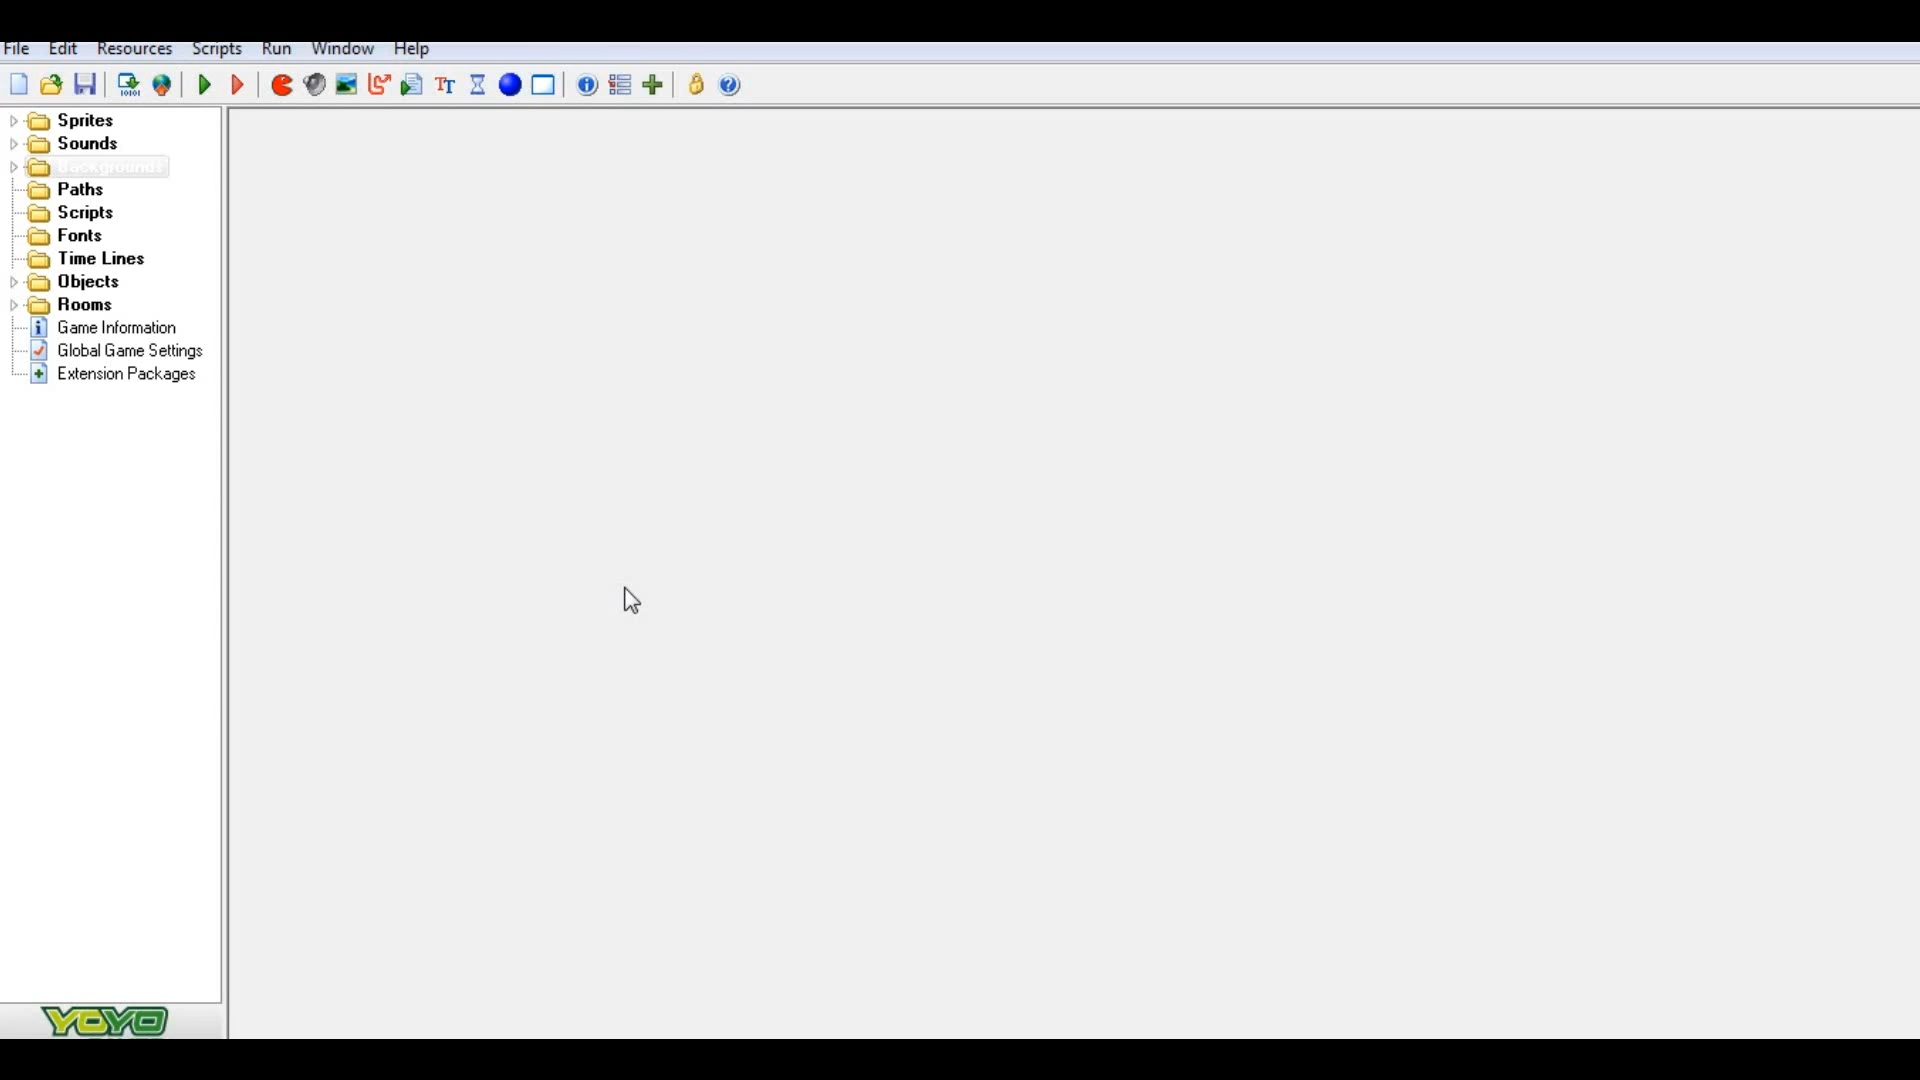 File Edit Resources Scripts Run Window Help
Sprites
Sounds
Backgrounds
Paths
Scripts
Fonts
Time Lines
Objects
Rooms
Game Information
Global Game Settings
Extension Packages
YOYO